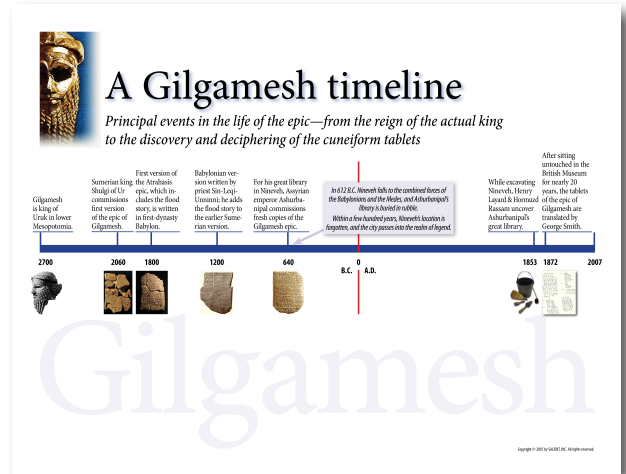 A Gilgamesh timeline
Principal events in the life of the epic—from the reign of the actual king
to the discovery and deciphering of the cuneiform tablets
Gilgamesh
is king of
Uruk in lower
Mesopotamia.
Sumerian king
Shulgi of Ur
commissions
first version
of the epic of
Gilgamesh.
First version of
the Atrahasis
epic, which in-
cludes the flood
story, is written
in first-dynasty
Babylon.
Babylonian ver-
sion written by
priest Sin-Leqi-
Unninni; he adds
the flood story to
the earlier Sume-
rian version.
For his great library
in Nineveh, Assyrian
emperor Ashurba-
nipal commissions
fresh copies of the
Gilgamesh epic.
In 612 B.C. Nineveh falls to the combined forces of
the Babylonians and the Medes, and Ashurbanipal's
library is buried in rubble.
Within a few hundred years, Nineveh's location is
forgotten, and the city passes into the realm of legend.
While excavating
Nineveh, Henry
Layard & Hormuzd
Rassam uncover
Ashurbanipal's
great library.
After sitting
untouched in the
British Museum
for nearly 20
years, the tablets
of the epic of
Gilgamesh are
translated by
George Smith.
2700 2060 1800 1200 640 0 1853 1872 2007
B.C. A.D.
Gilgamesh
Copyright © 2007 by SALIENT, INC. All rights reserved.